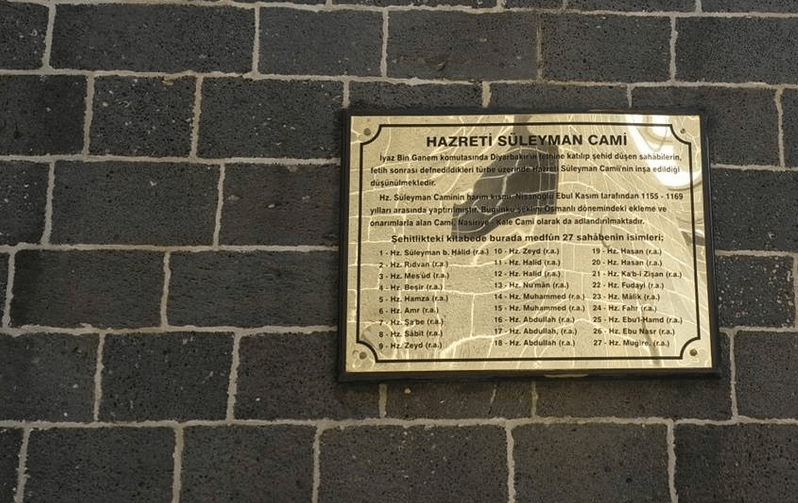 HAZRETİ SÜLEYMAN CAMİ
İyaz Bin Ganem komutasında Diyarbakır'ın fethine katılıp şehid düşen sahâbilerin,
fetih sonrası defnedildikleri türbe üzerinde Hazreti Süleyman Camii'nin inşa edildiği
düşünülmektedir.
Hz. Süleyman Caminin harim kısmı, Nisanoğlu Ebul Kasım tarafından 1155 - 1169
yılları arasında yaptırılmıştır. Bugünkü şeklini Osmanlı dönemindeki ekleme ve
onarımlarla alan Cami, Nasiriye - Kale Cami olarak da adlandırılmaktadır.
Şehitlikteki kitabede burada medfûn 27 sahâbenin isimleri;
1 - Hz. Süleyman b. Hâlid (r.a.)
2 - Hz. Rıdvan (r.a.)
3 - Hz. Mes'ûd (r.a.)
4 - Hz. Beşir (r.a.)
5 - Hz. Hamza (r.a.)
6 - Hz. Amr (r.a.)
7 - Hz. Şa'be (r.a.)
8 - Hz. Sâbit (r.a.)
9 - Hz. Zeyd (r.a.)
10 - Hz. Zeyd (r.a.)
11 - Hz. Halid (r.a.)
12 - Hz. Halid (r.a.)
13 - Hz. Nu'mân (r.a.)
14 - Hz. Muhammed (r.a.)
15 - Hz. Muhammed (r.a.)
16 - Hz. Abdullah (r.a.)
17 - Hz. Abdullah, (r.a.)
18 - Hz. Abdullah (r.a.)
19 - Hz. Hasan (r.a.)
20 - Hz. Hasan (r.a.)
21 - Hz. Ka'b-i Zişan (r.a.)
22 - Hz. Fudayl (r.a.)
23 - Hz. Mâlik (r.a.)
24 - Hz. Fahr (r.a.)
25 - Hz. Ebu'l-Hamd (r.a.)
26 - Hz. Ebu Nasr (r.a.)
27 - Hz. Mugire. (r.a.)